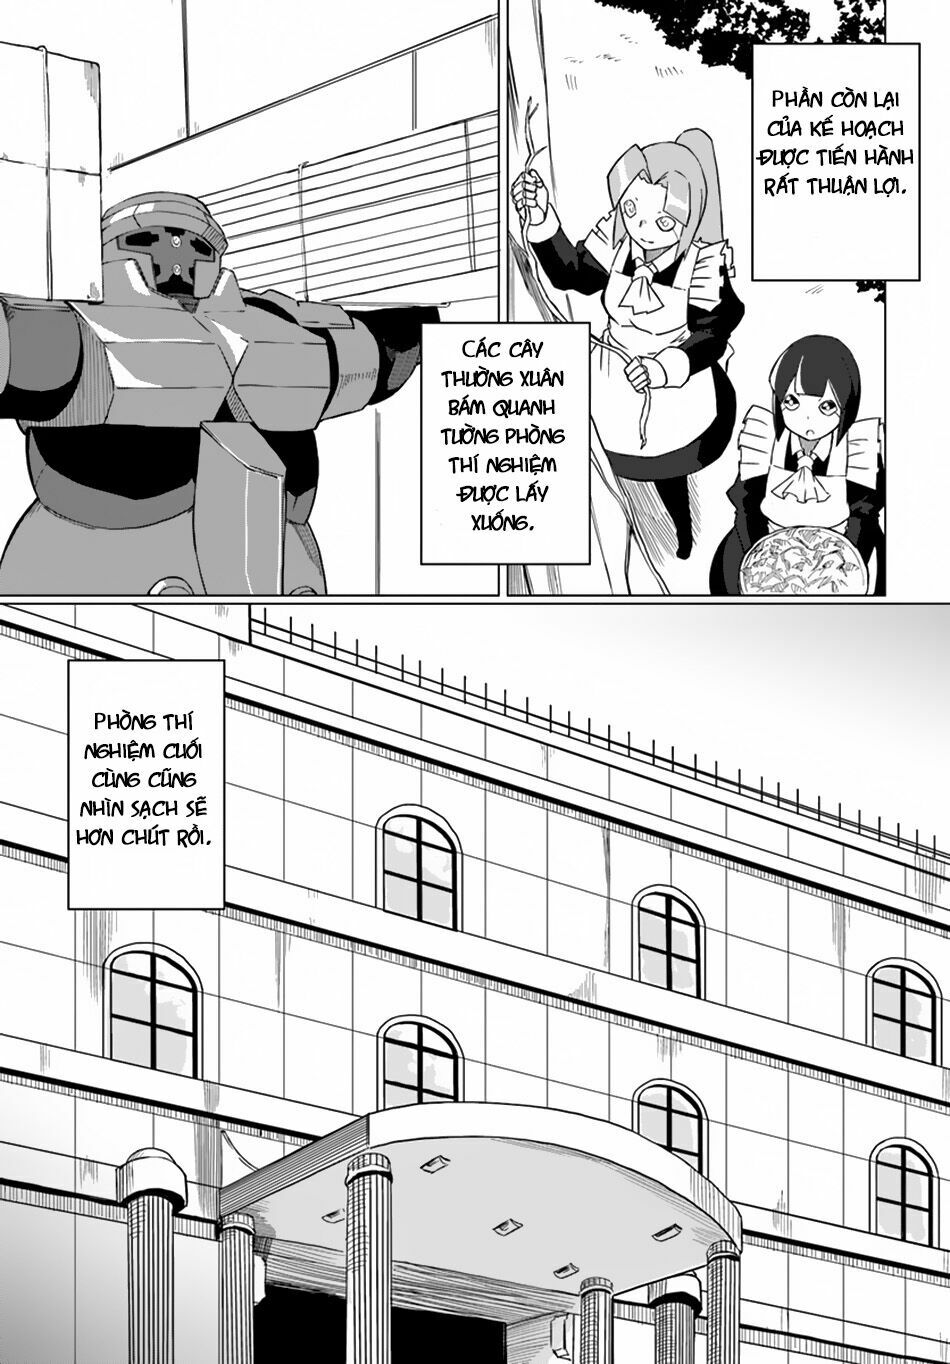 PHẦN CÒN LẠI
CỦA KẾ HOẠCH
ĐƯỢC TIẾN HÀNH
RẤT THUẬN LỢI.
CÁC CÂY
THƯỜNG XUÂN
BÁM QUANH
TƯỜNG PHÒNG
THÍ NGHIỆM
ĐƯỢC LẤY
XUỐNG.
PHÒNG THÍ
NGHIỆM CUỐI
CÙNG CŨNG
NHÌN SẠCH SẼ
HƠN CHÚT RỒI.